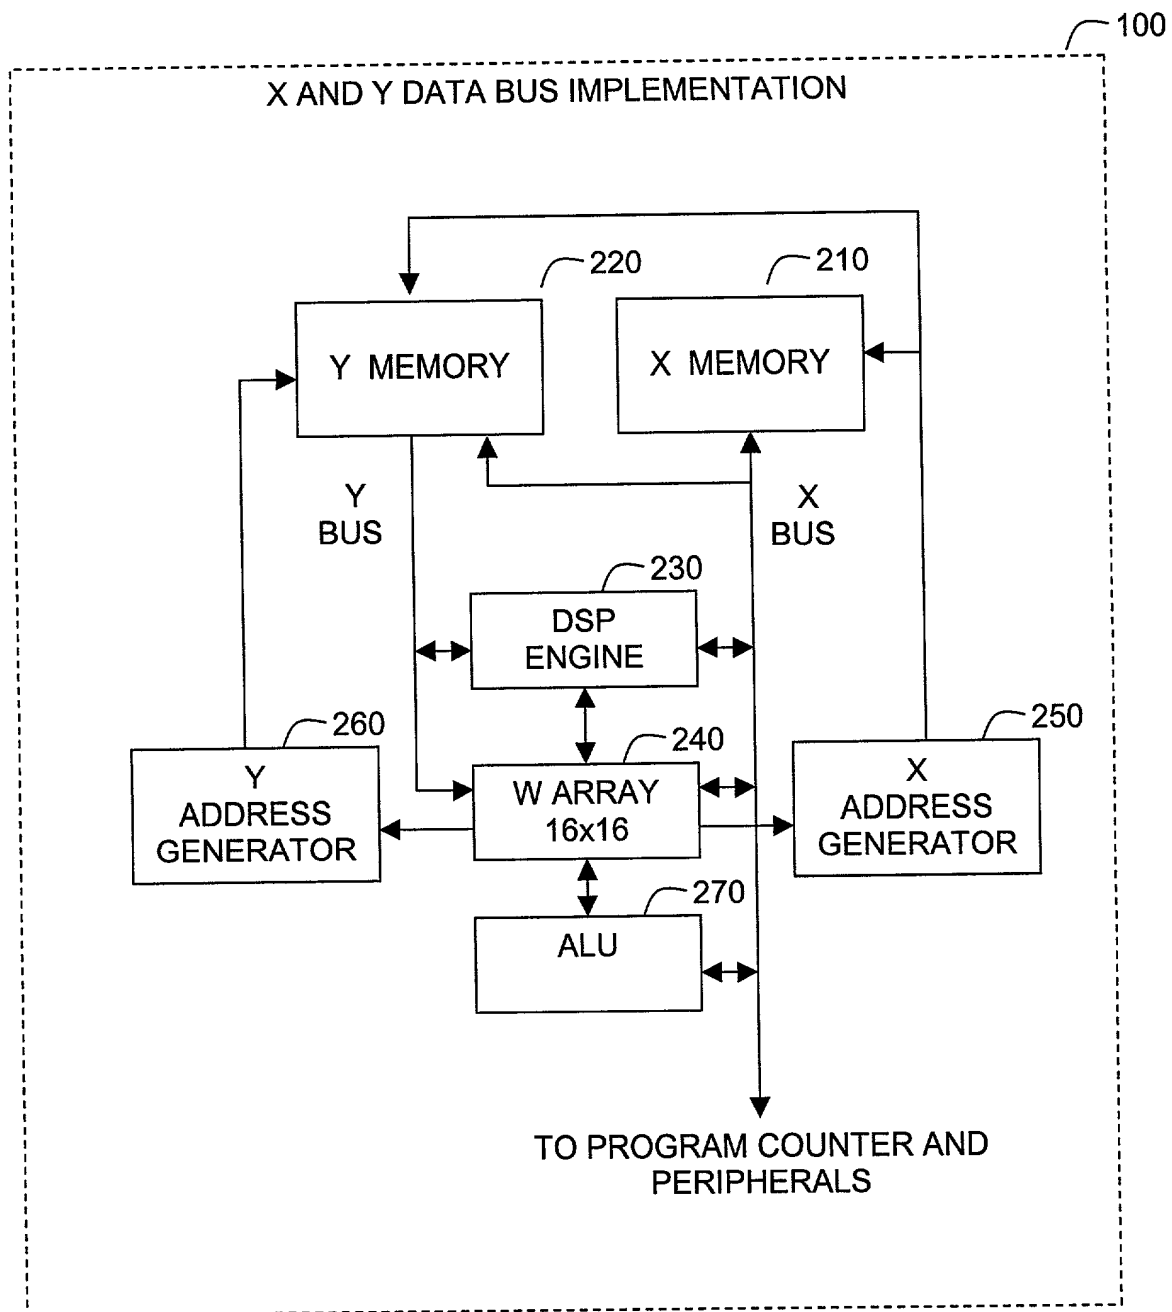 100
X AND Y DATA BUS IMPLEMENTATION
220
210
Y MEMORY
X MEMORY
Y
BUS
X
BUS
230
DSP
ENGINE
260
240
250
Y
ADDRESS
GENERATOR
W ARRAY
16x16
X
ADDRESS
GENERATOR
270
ALU
TO PROGRAM COUNTER AND
PERIPHERALS